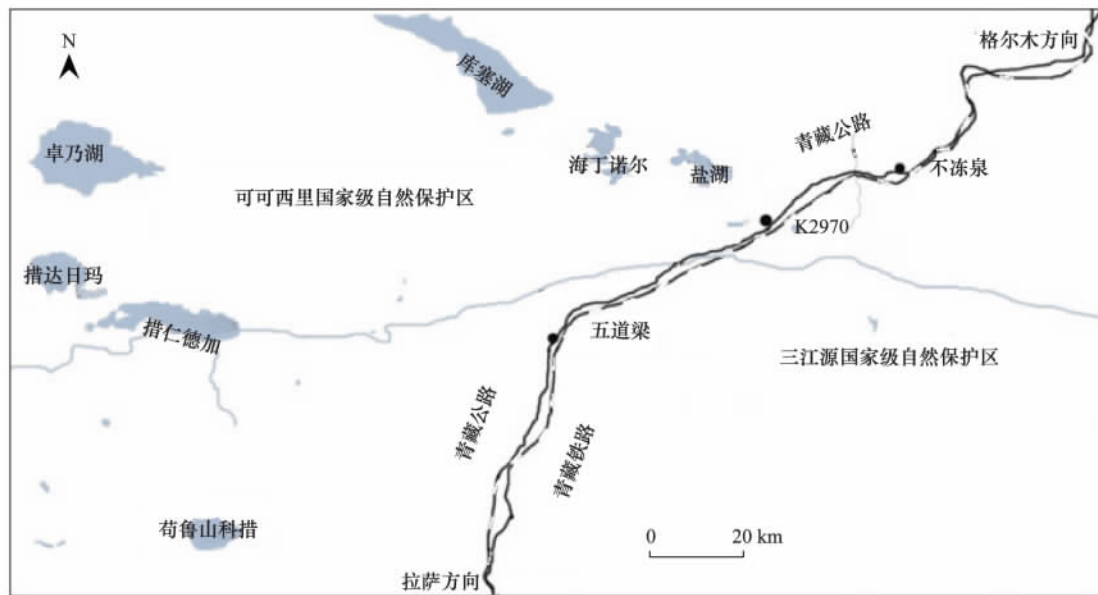 格尔木方向
N
库塞湖
青藏公路
卓乃湖
海丁诺尔
盐湖
不冻泉
可可西里国家级自然保护区
K2970
措达日玛
措仁德加
五道梁
三江源国家级自然保护区
青藏公路
青藏铁路
苟鲁山科措
0 20 km
拉萨方向